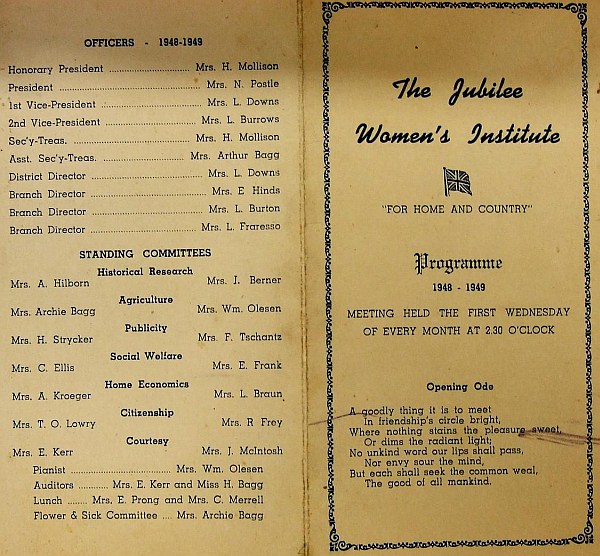 OFFICERS - 1948-1949
Honorary President ........................ Mrs. H. Mollison
President ........................................ Mrs. N. Postle
1st Vice-President ............................ Mrs. L. Downs
2nd Vice-President ........................ Mrs. L. Burrows
Sec'y-Treas. ................................ Mrs. H. Mollison
Asst. Sec'y-Treas. ...................... Mrs. Arthur Bagg
District Director ................................ Mrs. L. Downs
Branch Director ................................ Mrs. E Hinds
Branch Director ............................ Mrs. L. Burton
Branch Director ............................ Mrs. L. Fraresso
STANDING COMMITTEES
Historical Research
Mrs. A. Hilborn Mrs. J. Berner
Agriculture
Mrs. Archie Bagg Mrs. Wm. Olesen
Publicity
Mrs. H. Strycker Mrs. F. Tschantz
Social Welfare
Mrs. C. Ellis Mrs. E. Frank
Home Economics
Mrs. A. Kroeger Mrs. L. Braun
Citizenship
Mrs. T. O. Lowry Mrs. R Frey
Courtesy
Mrs. E. Kerr Mrs. J. McIntosh
Pianist ............................ Mrs. Wm. Olesen
Auditors ........... Mrs. E. Kerr and Miss H. Bagg
Lunch ........ Mrs. E. Prong and Mrs. C. Merrell
Flower & Sick Committee .... Mrs. Archie Bagg
The Jubilee
Women's Institute
"FOR HOME AND COUNTRY"
Programme
1948 - 1949
MEETING HELD THE FIRST WEDNESDAY
OF EVERY MONTH AT 2.30 O'CLOCK
Opening Ode
A goodly thing it is to meet
In friendship's circle bright,
Where nothing stains the pleasure sweet,
Or dims the radiant light;
No unkind word our lips shall pass,
Nor envy sour the mind,
But each shall seek the common weal,
The good of all mankind.